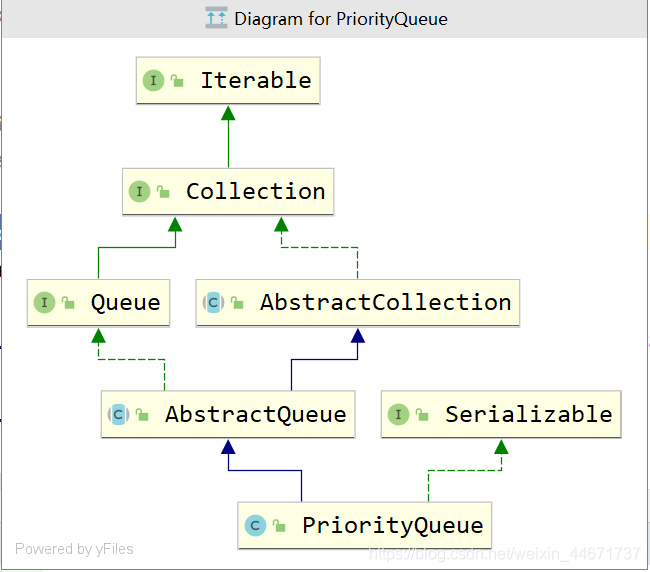 Diagram for PriorityQueue
I Iterable
I Collection
I Queue
C AbstractCollection
C AbstractQueue
I Serializable
C PriorityQueue
Powered by yFiles
https://blog.csdn.net/weixin_44671737